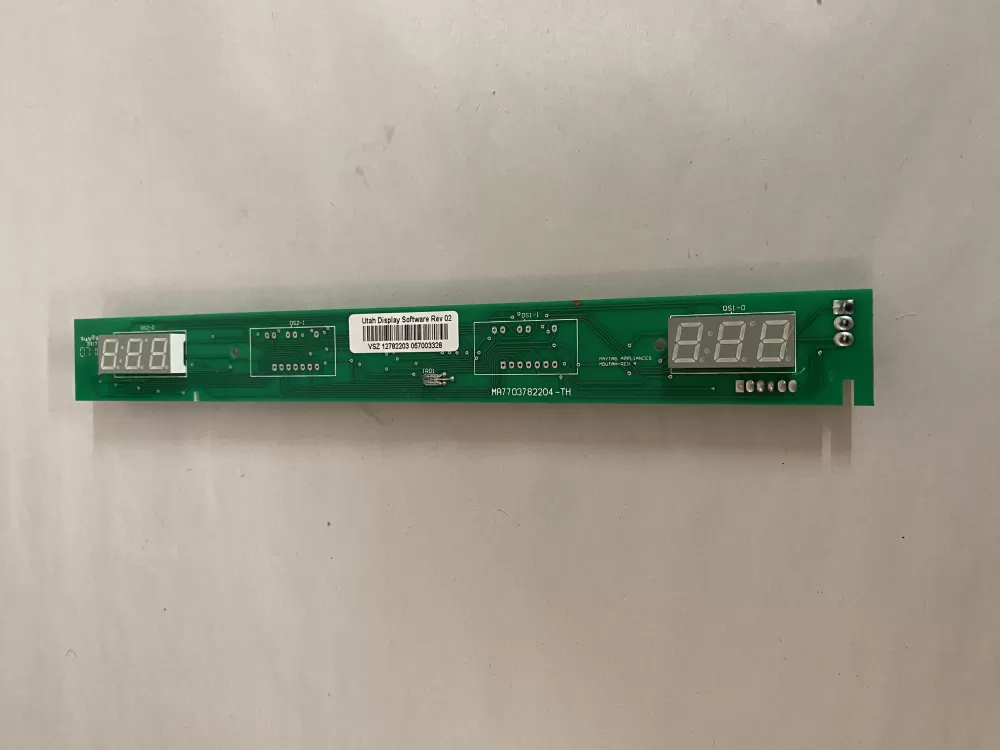 DS2-0
DS2-1
Utah Display Software Rev 02
VSZ 12782203 057003328
IR01
DS1-1
MA7703782204-TH
DS1-0
MAYTAG APPLIANCES